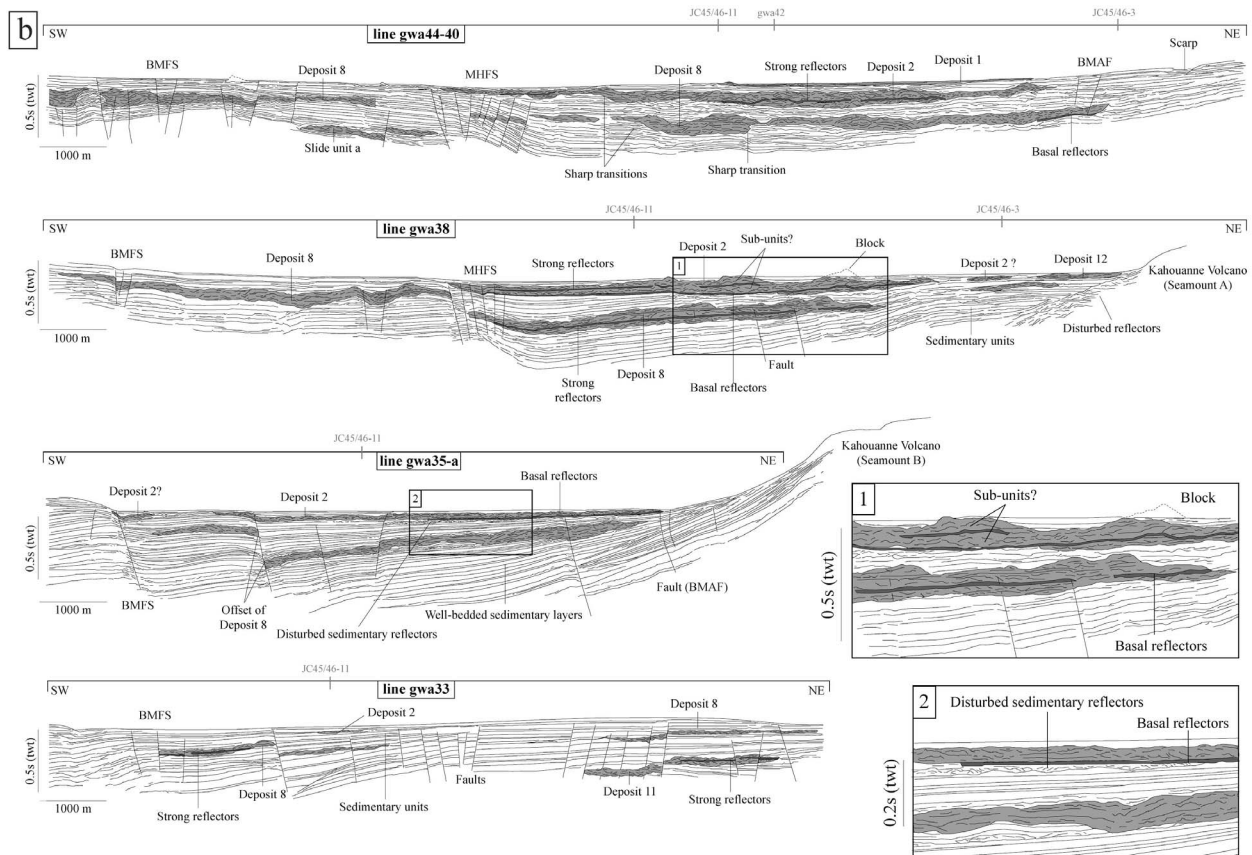 b
JC45/46-11
gwa42
JC45/46-3
SW
line gwa44-40
NE
Scarp
BMFS
Deposit 8
MHFS
Deposit 8
Strong reflectors
Deposit 2
Deposit 1
BMAF
0.5s (twt)
1000 m
Slide unit a
Sharp transitions
Sharp transition
Basal reflectors
JC45/46-11
JC45/46-3
SW
line gwa38
NE
BMFS
Deposit 8
MHFS
Strong reflectors
1
Deposit 2
Sub-units?
Block
Deposit 2 ?
Deposit 12
Kahouanne Volcano
(Seamount A)
0.5s (twt)
1000 m
Strong
reflectors
Deposit 8
Basal reflectors
Fault
Sedimentary units
Disturbed reflectors
JC45/46-11
SW
line gwa35-a
NE
Kahouanne Volcano
(Seamount B)
Deposit 2?
Deposit 2
2
Basal reflectors
0.5s (twt)
1000 m
BMFS
Offset of
Deposit 8
Disturbed sedimentary reflectors
Well-bedded sedimentary layers
Fault (BMAF)
1
Sub-units?
Block
0.5s (twt)
Basal reflectors
JC45/46-11
SW
line gwa33
NE
BMFS
Deposit 2
Deposit 8
0.5s (twt)
1000 m
Strong reflectors
Deposit 8
Sedimentary units
Faults
Deposit 11
Strong reflectors
2
Disturbed sedimentary reflectors
Basal reflectors
0.2s (twt)